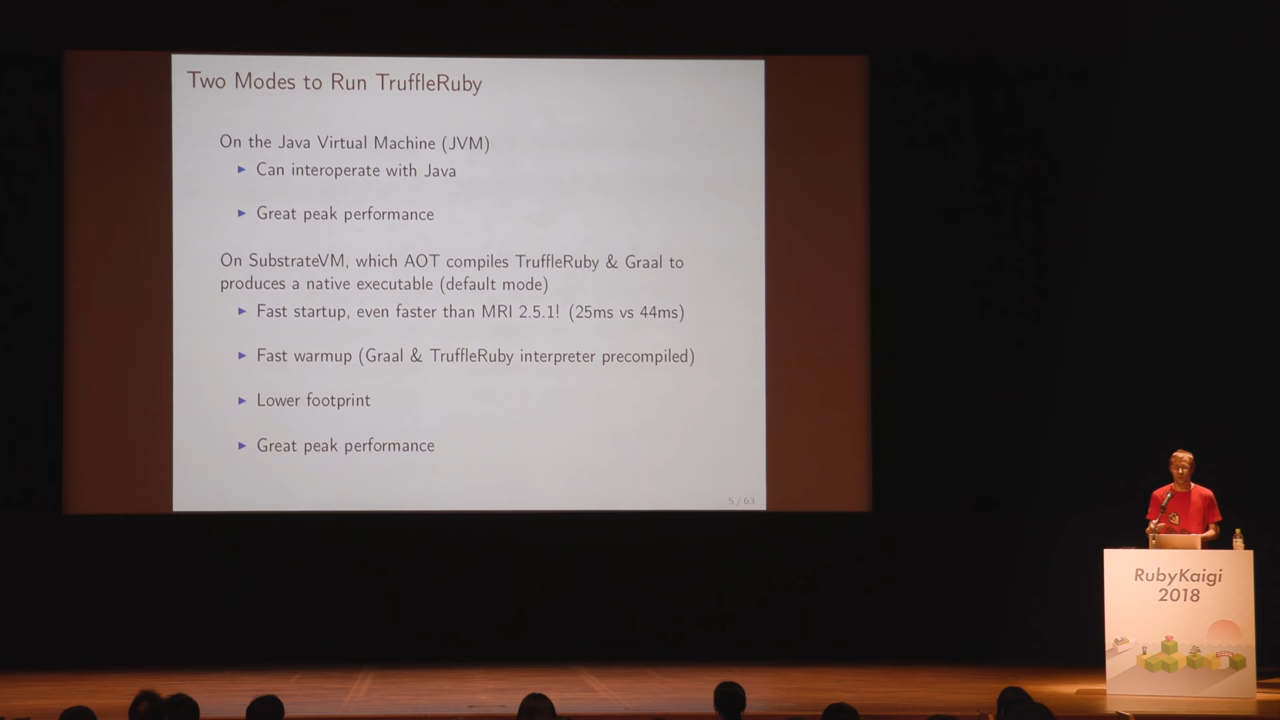 Two Modes to Run TruffleRuby
On the Java Virtual Machine (JVM)
► Can interoperate with Java
► Great peak performance
On SubstrateVM, which AOT compiles TruffleRuby & Graal to
produces a native executable (default mode)
► Fast startup, even faster than MRI 2.5.1! (25ms vs 44ms)
► Fast warmup (Graal & TruffleRuby interpreter precompiled)
► Lower footprint
► Great peak performance
5 / 63
RubyKaigi
2018